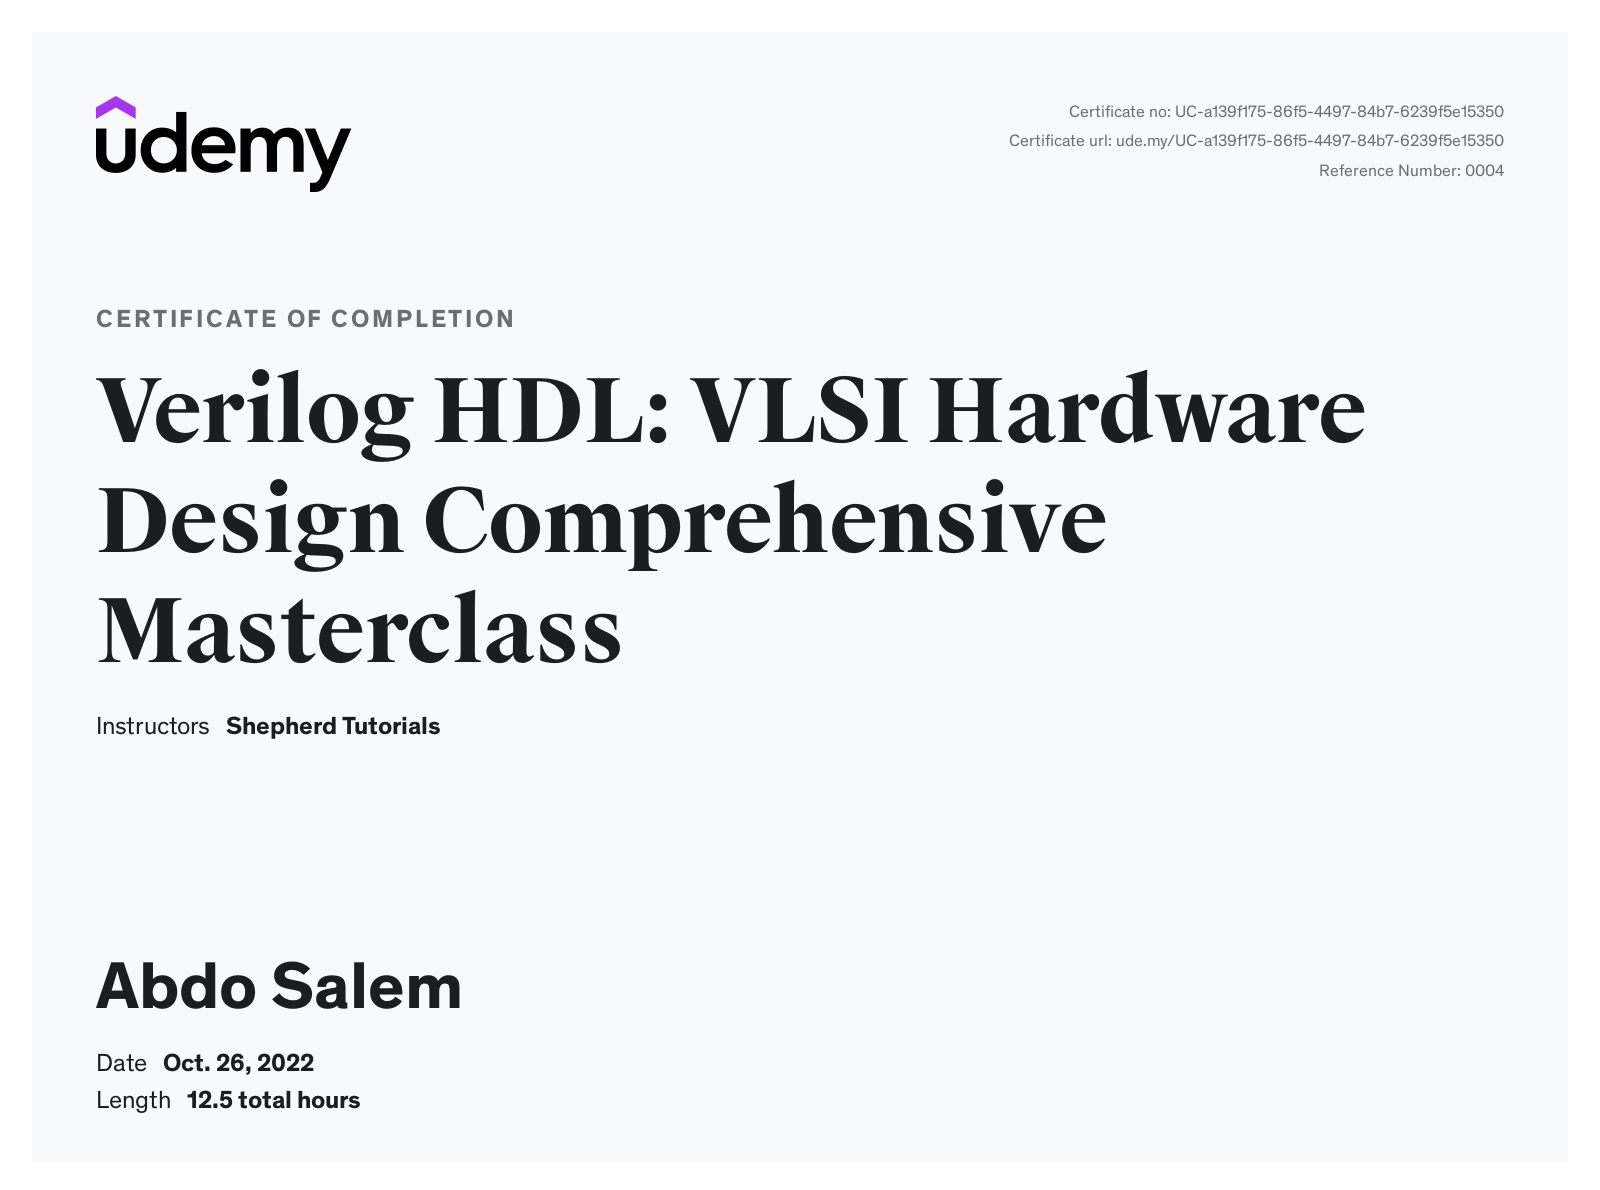 udemy
Certificate no: UC-a139f175-86f5-4497-84b7-6239f5e15350
Certificate url: ude.my/UC-a139f175-86f5-4497-84b7-6239f5e15350
Reference Number: 0004
CERTIFICATE OF COMPLETION
Verilog HDL: VLSI Hardware
Design Comprehensive
Masterclass
Instructors Shepherd Tutorials
Abdo Salem
Date Oct. 26, 2022
Length 12.5 total hours